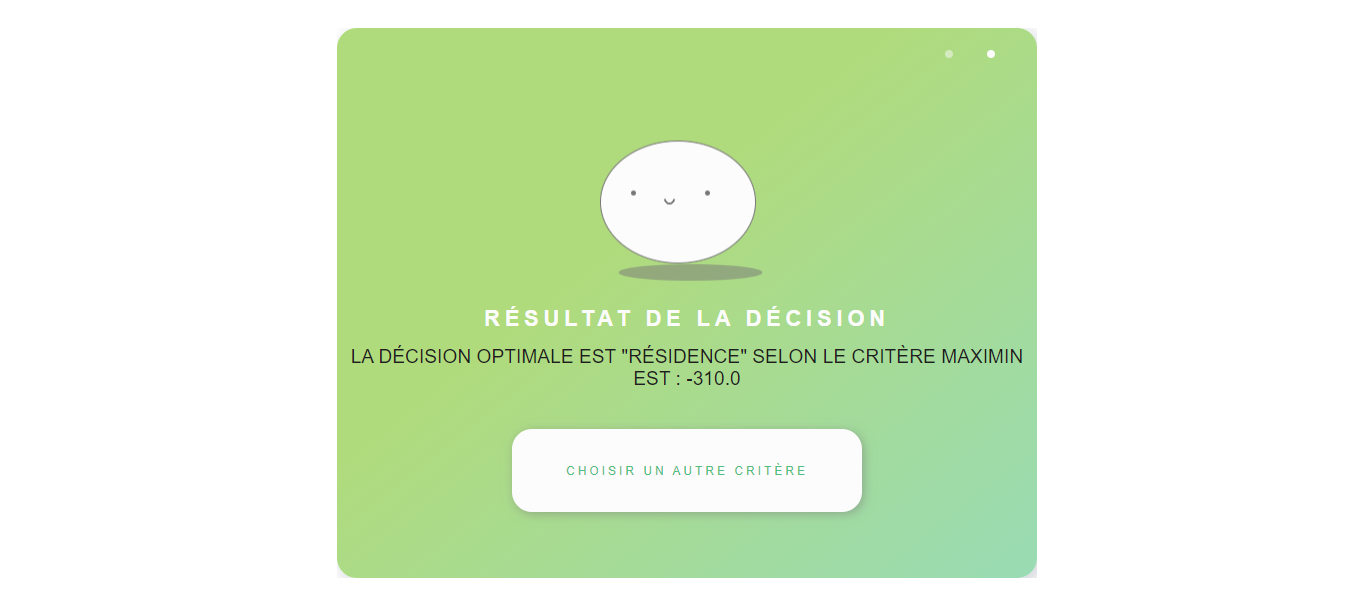 RÉSULTAT DE LA DÉCISION
LA DÉCISION OPTIMALE EST "RÉSIDENCE" SELON LE CRITÈRE MAXIMIN
EST : -310.0
CHOISIR UN AUTRE CRITÈRE